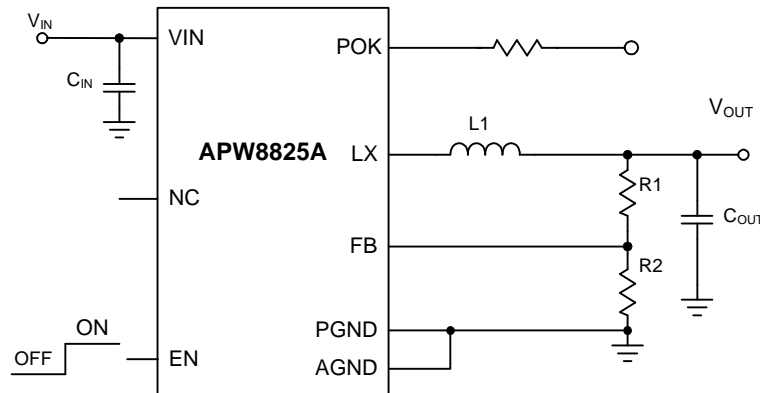 VIN
VIN
CIN
POK
APW8825A
LX
L1
VOUT
R1
COUT
NC
FB
R2
ON
OFF
EN
PGND
AGND